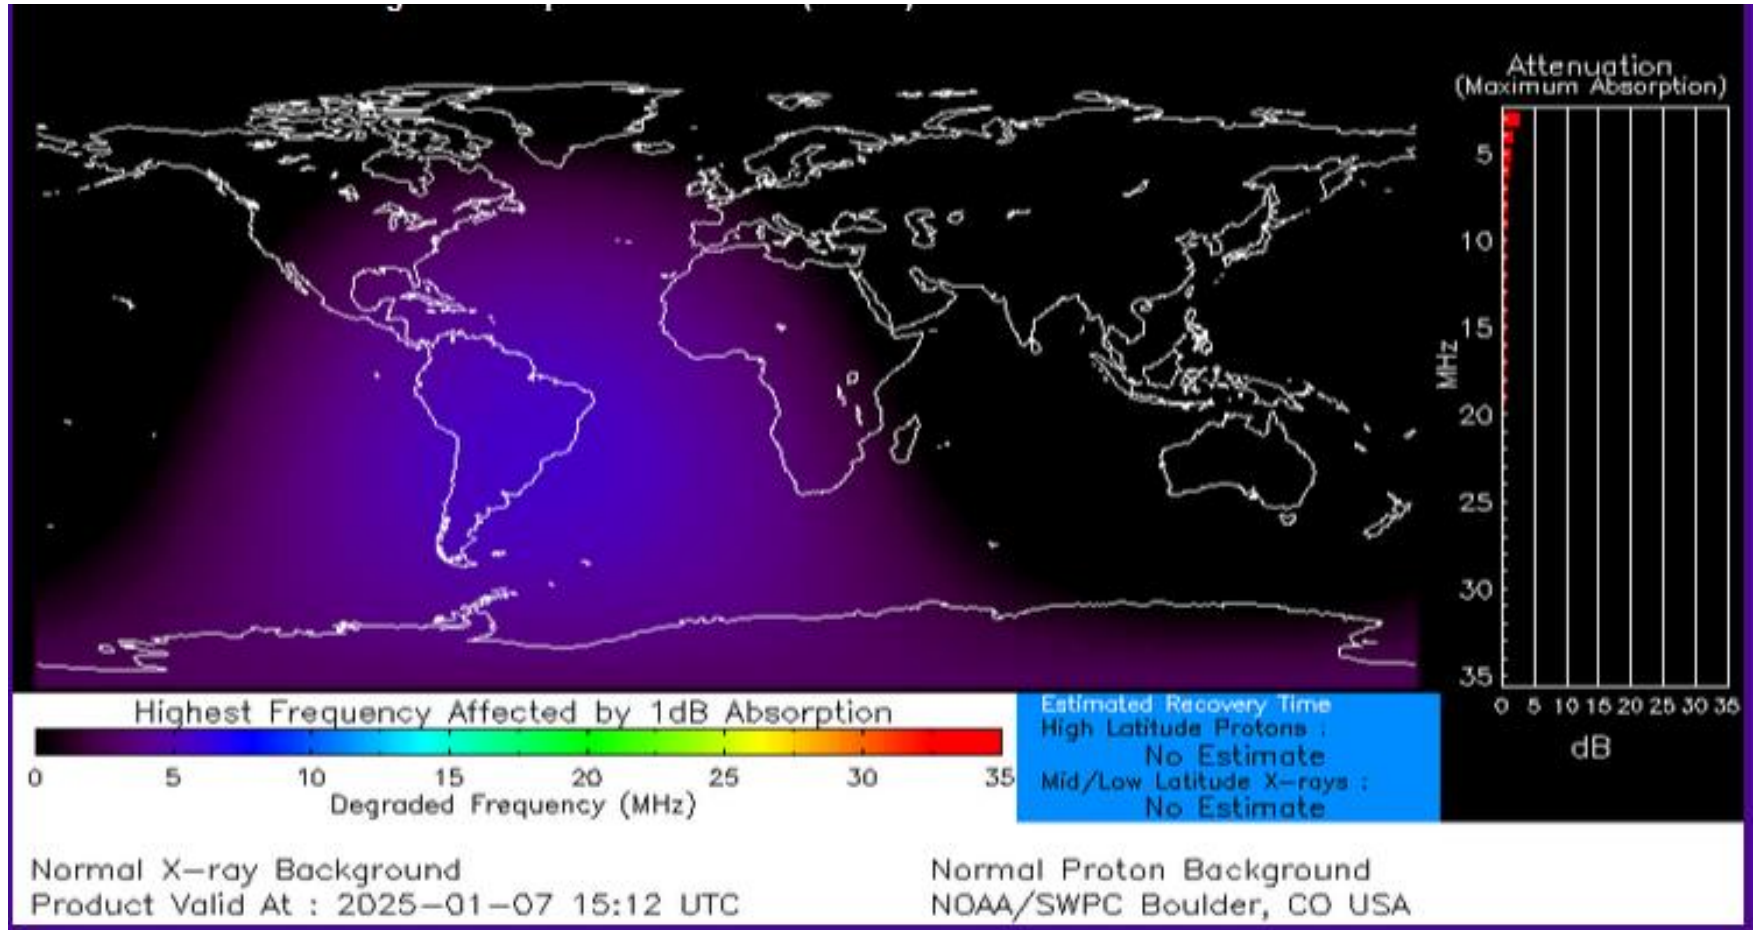 Attenuation
(Maximum Absorption)
5
10
15
20
25
30
35
MHz
0 5 10 15 20 25 30 35
dB
Highest Frequency Affected by 1dB Absorption
0 5 10 15 20 25 30 35
Degraded Frequency (MHz)
Estimated Recovery Time
High Latitude Protons :
No Estimate
Mid/Low Latitude X-rays :
No Estimate
Normal X-ray Background
Normal Proton Background
Product Valid At : 2025-01-07 15:12 UTC
NOAA/SWPC Boulder, CO USA